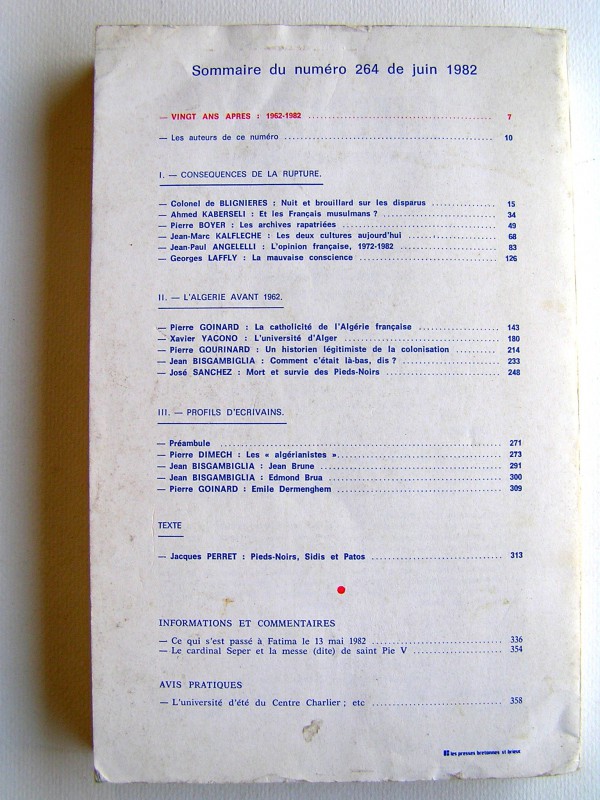 Sommaire du numéro 264 de juin 1982
— VINGT ANS APRES : 1962-1982 ........................ 7
— Les auteurs de ce numéro ........................ 10
I. — CONSEQUENCES DE LA RUPTURE.
— Colonel de BLIGNIERES : Nuit et brouillard sur les disparus ........................ 15
— Ahmed KABERSELI : Et les Français musulmans ? ........................ 34
— Pierre BOYER : Les archives rapatriées ........................ 49
— Jean-Marc KALFLECHE : Les deux cultures aujourd'hui ........................ 68
— Jean-Paul ANGELELLI : L'opinion française, 1972-1982 ........................ 83
— Georges LAFFLY : La mauvaise conscience ........................ 126
II. — L'ALGERIE AVANT 1962.
— Pierre GOINARD : La catholicité de l'Algérie française ........................ 143
— Xavier YACONO : L'université d'Alger ........................ 180
— Pierre GOURINARD : Un historien légitimiste de la colonisation ........................ 214
— Jean BISGAMBIGLIA : Comment c'était là-bas, dis ? ........................ 233
— José SANCHEZ : Mort et survie des Pieds-Noirs ........................ 248
III. — PROFILS D'ECRIVAINS.
— Préambule ........................ 271
— Pierre DIMECH : Les « algérianistes ». ........................ 273
— Jean BISGAMBIGLIA : Jean Brune ........................ 291
— Jean BISGAMBIGLIA : Edmond Brua ........................ 300
— Pierre GOINARD : Emile Dermenghem ........................ 309
TEXTE
— Jacques PERRET : Pieds-Noirs, Sidis et Patos ........................ 313
INFORMATIONS ET COMMENTAIRES
— Ce qui s'est passé à Fatima le 13 mai 1982 ........................ 336
— Le cardinal Seper et la messe (dite) de saint Pie V ........................ 354
AVIS PRATIQUES
— L'université d'été du Centre Charlier ; etc ........................ 358
les presses bretonnes st brieux